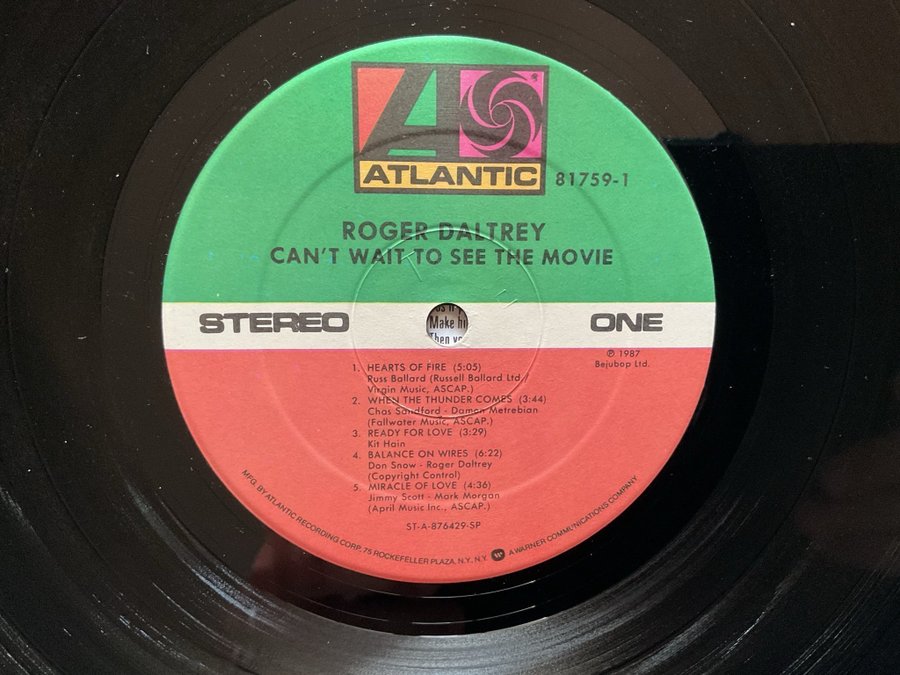 ATLANTIC
81759-1
ROGER DALTREY
CAN'T WAIT TO SEE THE MOVIE
STEREO
ONE
Make hi
Then yo
℗ 1987
Bejubop Ltd.
1. HEARTS OF FIRE (5:05)
Russ Ballard (Russell Ballard Ltd./
Virgin Music, ASCAP.)
2. WHEN THE THUNDER COMES (3:44)
Chas Sandford - Damon Metrebian
(Fallwater Music, ASCAP.)
3. READY FOR LOVE (3:29)
Kit Hain
4. BALANCE ON WIRES (6:22)
Don Snow - Roger Daltrey
(Copyright Control)
5. MIRACLE OF LOVE (4:36)
Jimmy Scott - Mark Morgan
(April Music Inc., ASCAP.)
ST-A-876429-SP
MFG. BY ATLANTIC RECORDING CORP., 75 ROCKEFELLER PLAZA, N.Y., N.Y. A WARNER COMMUNICATIONS COMPANY